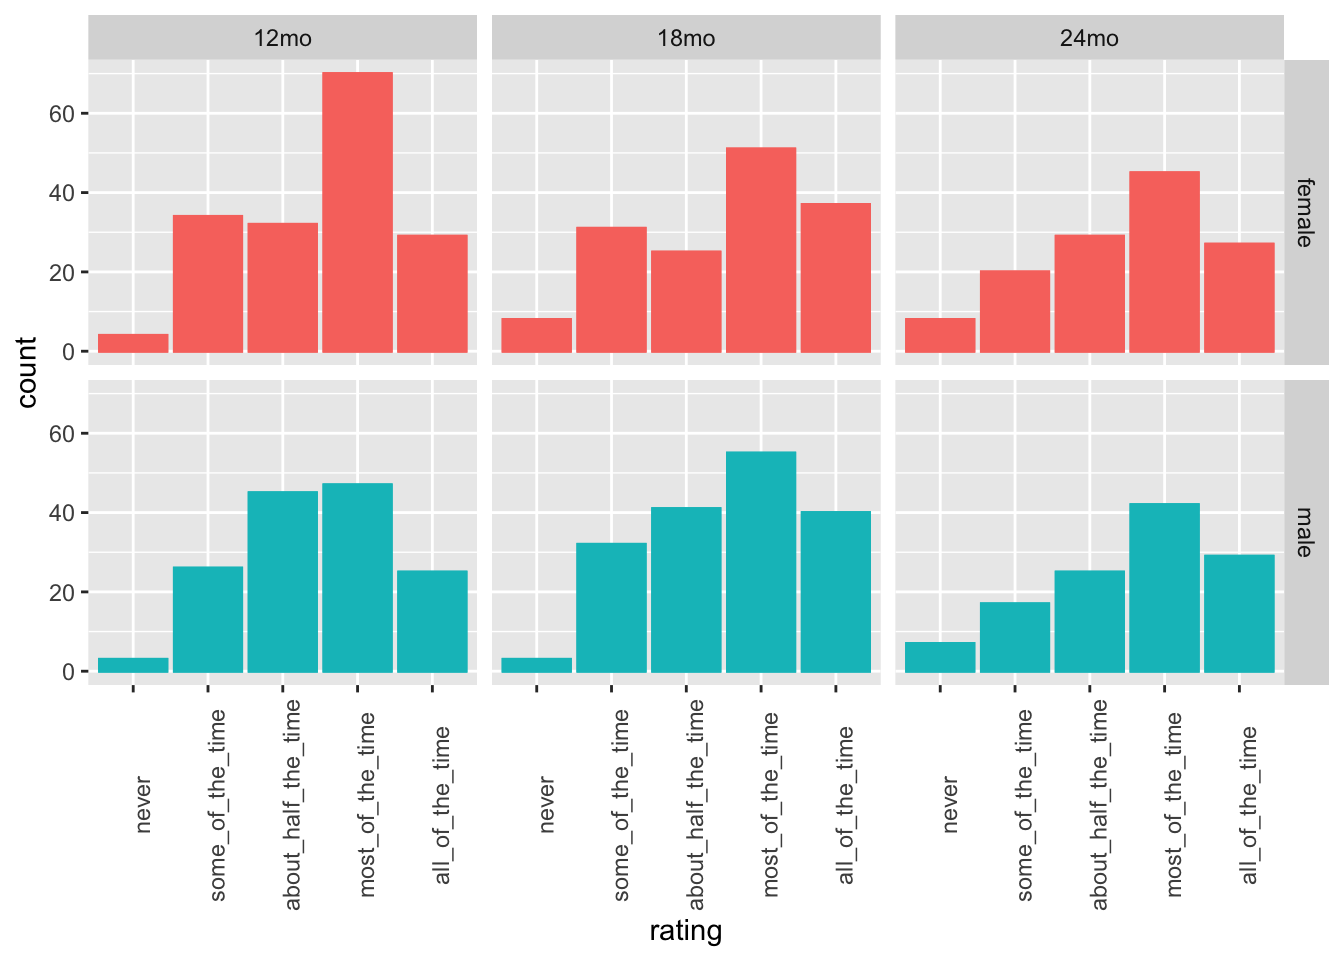 12mo
18mo
24mo
60
40
20
0
female
count
60
40
20
0
male
never
some_of_the_time
about_half_the_time
most_of_the_time
all_of_the_time
never
some_of_the_time
about_half_the_time
most_of_the_time
all_of_the_time
never
some_of_the_time
about_half_the_time
most_of_the_time
all_of_the_time
rating